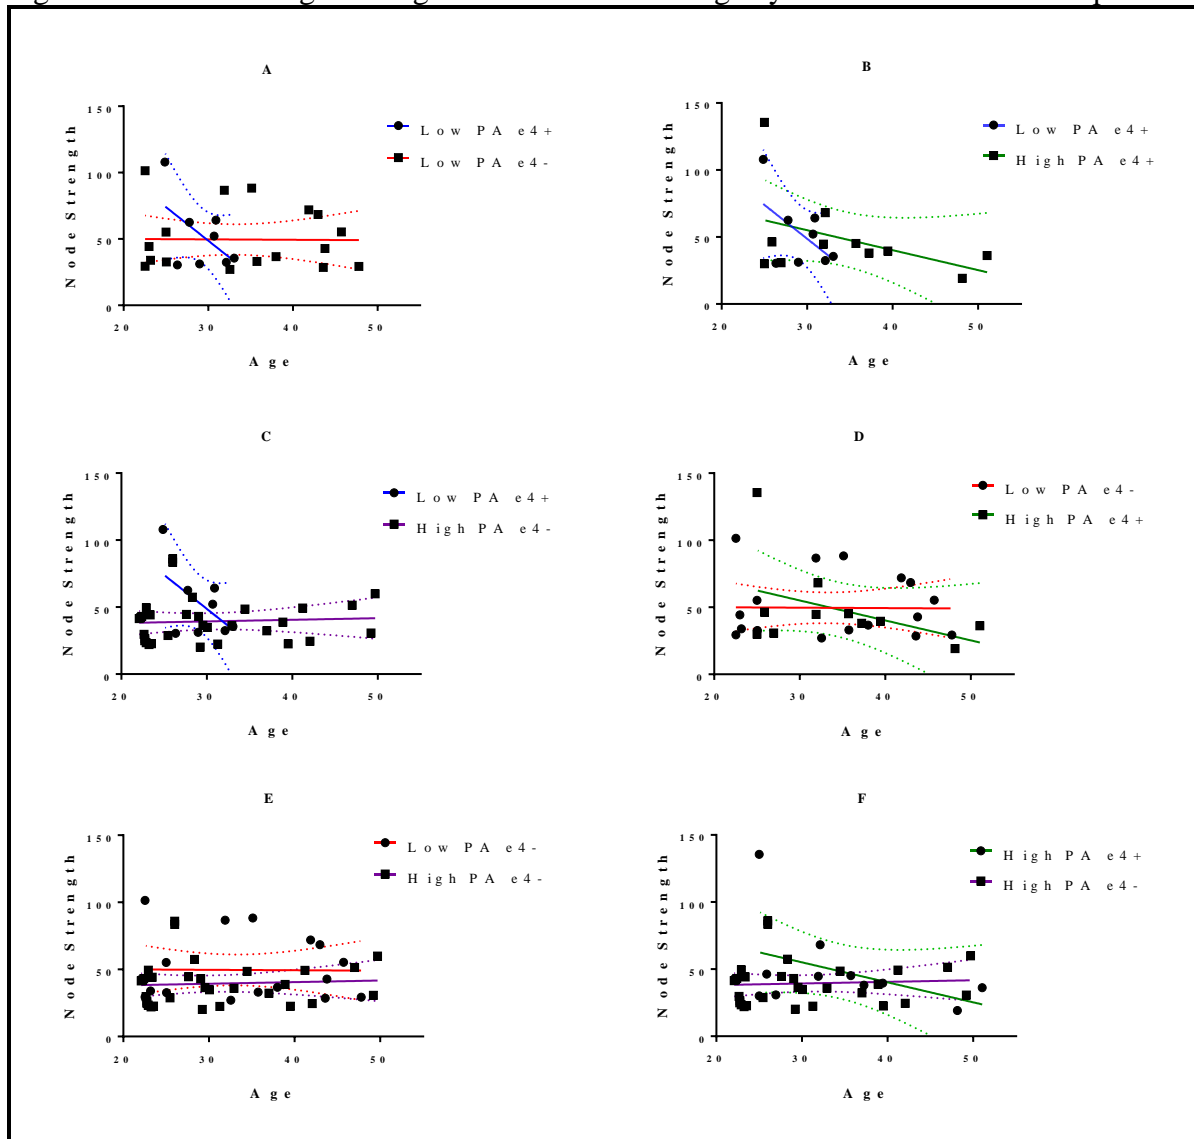 A
Node Strength
150
100
50
0
20 30 40 50
Age
Low PA e4+
Low PA e4-
B
Node Strength
150
100
50
0
20 30 40 50
Age
Low PA e4+
High PA e4+
C
Node Strength
150
100
50
0
20 30 40 50
Age
Low PA e4+
High PA e4-
D
Node Strength
150
100
50
0
20 30 40 50
Age
Low PA e4-
High PA e4+
E
Node Strength
150
100
50
0
20 30 40 50
Age
Low PA e4-
High PA e4-
F
Node Strength
150
100
50
0
20 30 40 50
Age
High PA e4+
High PA e4-